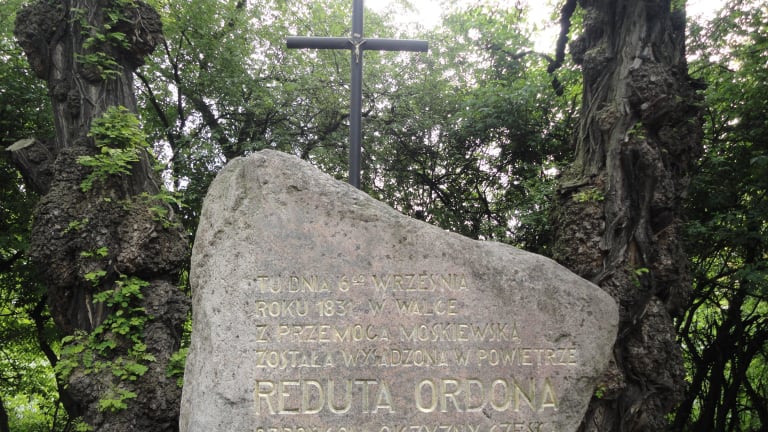 TU DNIA 6GO WRZEŚNIA
ROKU 1831 W WALCE
Z PRZEMOCĄ MOSKIEWSKĄ
ZOSTAŁA WYSADZONA W POWIETRZE
REDUTA ORDONA